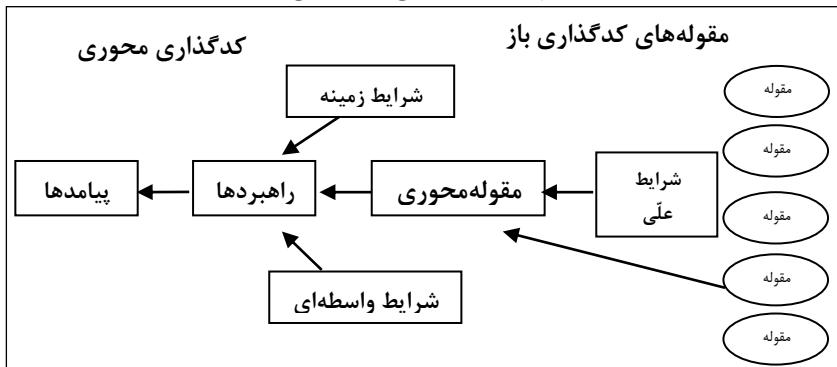 مقوله‌های کدگذاری باز
کدگذاری محوری
مقوله
شرایط زمینه
مقوله
شرایط
علّی
مقوله‌محوری
راهبردها
پیامدها
مقوله
مقوله
شرایط واسطه‌ای
مقوله